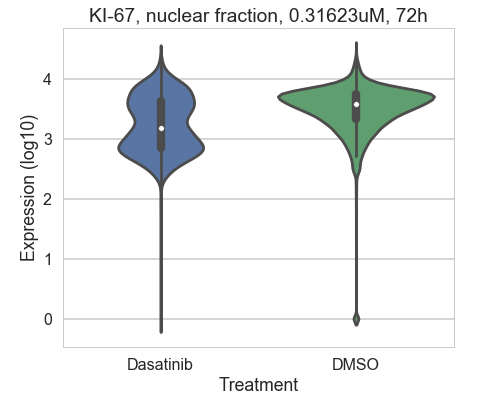 KI-67, nuclear fraction, 0.31623uM, 72h
Expression (log10)
4
3
2
1
0
Dasatinib DMSO
Treatment